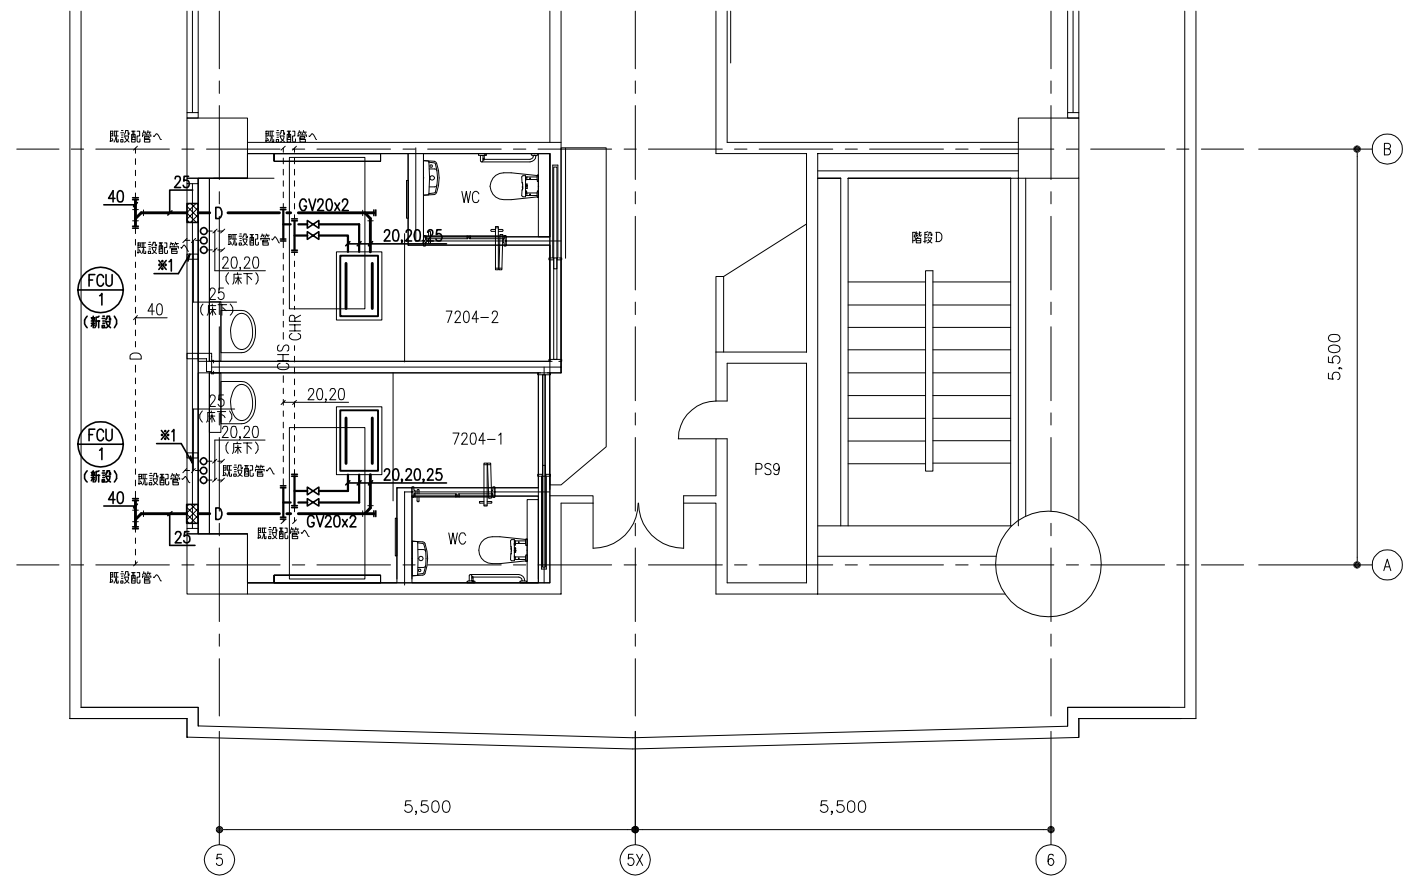 既設配管へ
既設配管へ
B
25
40
D
GV20x2
WC
既設配管へ
既設配管へ
20,20,25
階段D
※1
20,20
(床下)
FCU
1
(新設)
25
(床下)
40
CHR
7204-2
5,500
D
CHS
25
(床下)
20,20
FCU
1
(新設)
※1
20,20
(床下)
7204-1
既設配管へ
既設配管へ
20,20,25
PS9
40
D
GV20x2
25
既設配管へ
WC
既設配管へ
A
5,500
5,500
5
5X
6